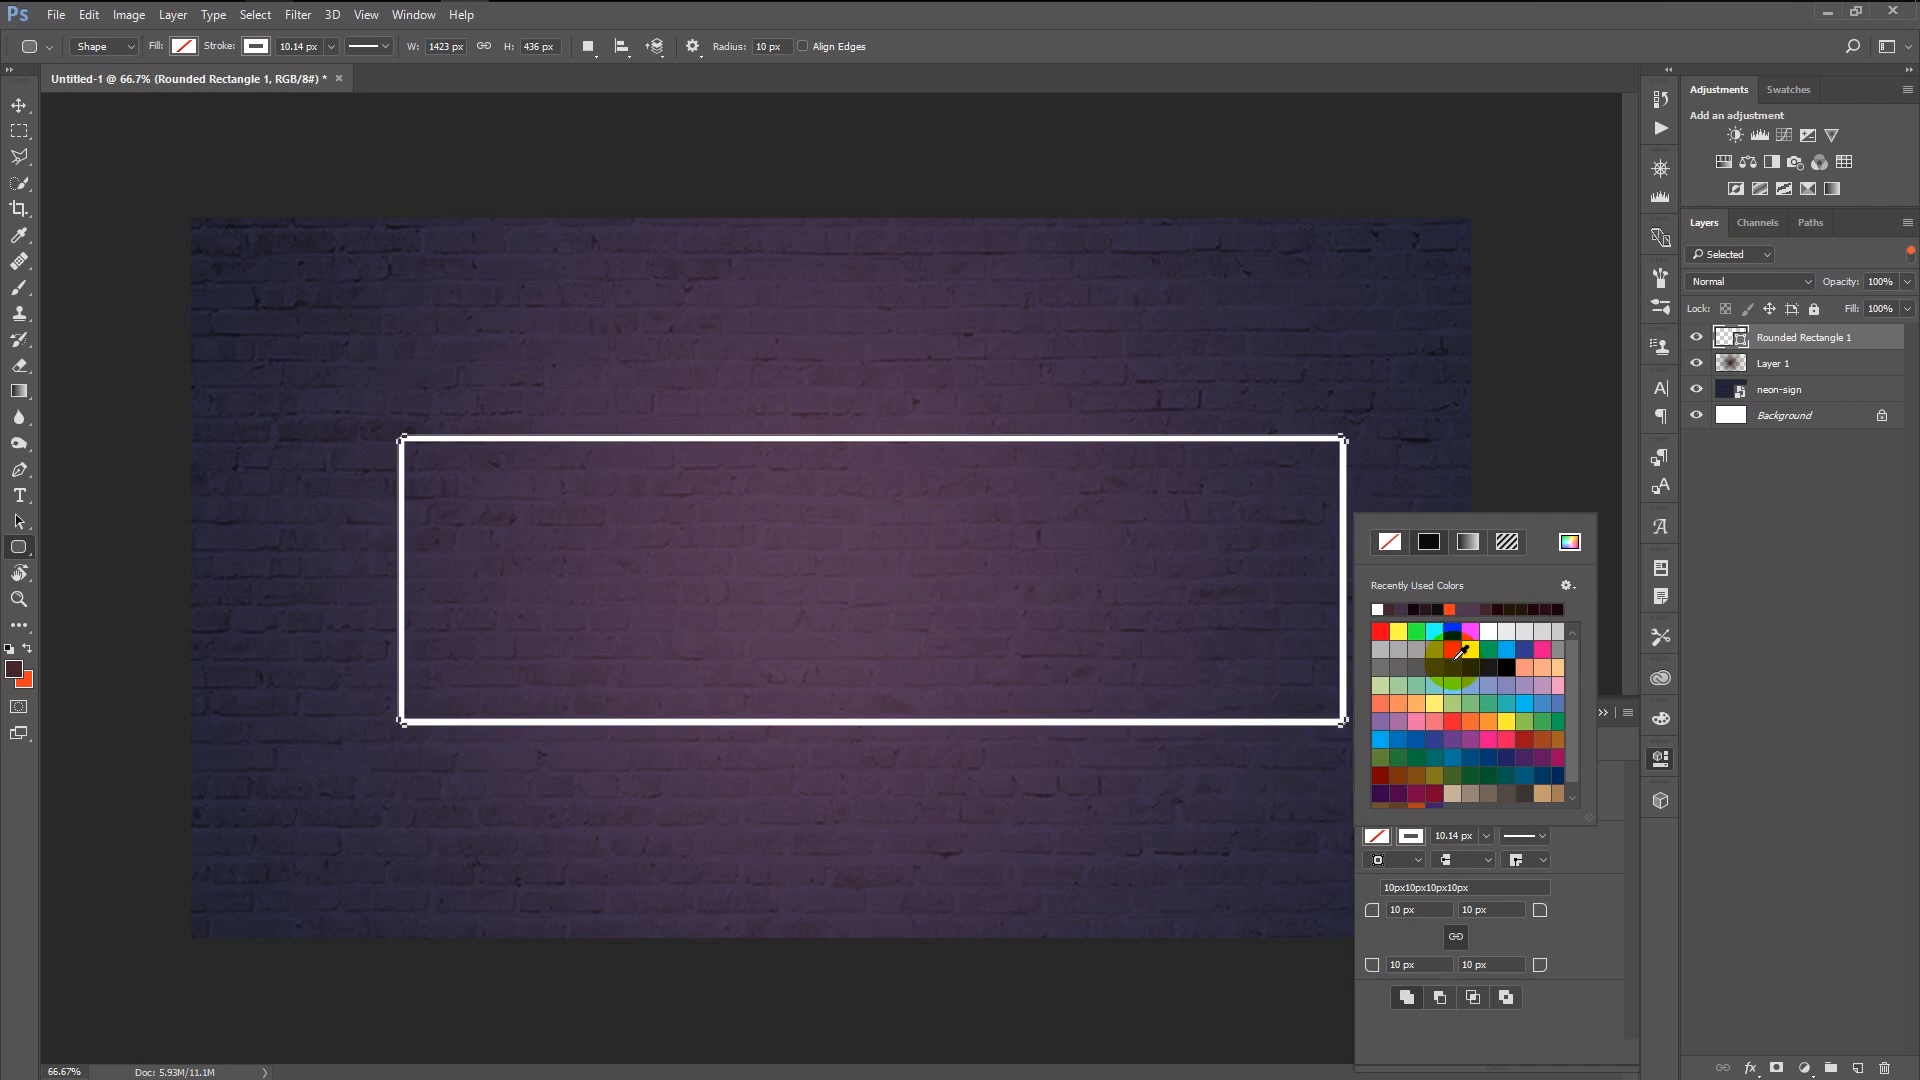 Ps File Edit Image Layer Type Select Filter 3D View Window Help
Shape Fill: Stroke: 10.14 px W: 1423 px H: 436 px Radius: 10 px Align Edges
Untitled-1 @ 66.7% (Rounded Rectangle 1, RGB/8#) * ×
Adjustments Swatches
Add an adjustment
Layers Channels Paths
Selected
Normal Opacity: 100%
Lock: Fill: 100%
Rounded Rectangle 1
Layer 1
neon-sign
Background
Recently Used Colors
10.14 px
10px10px10px10px
10 px 10 px
10 px 10 px
66.67% Doc: 5.93M/11.1M